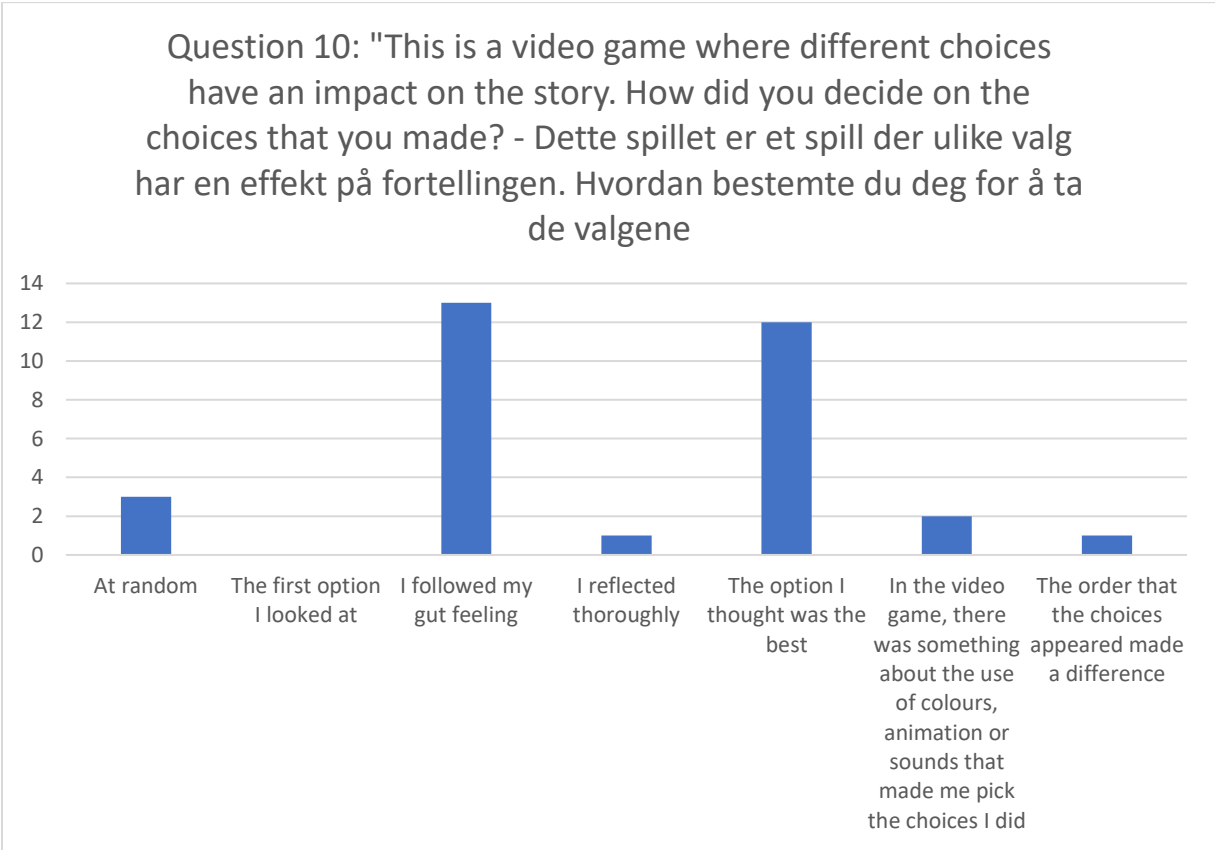 Question 10: "This is a video game where different choices
have an impact on the story. How did you decide on the
choices that you made? - Dette spillet er et spill der ulike valg
har en effekt på fortellingen. Hvordan bestemte du deg for å ta
de valgene
14
12
10
8
6
4
2
0
At random
The first option
I looked at
I followed my
gut feeling
I reflected
thoroughly
The option I
thought was the
best
In the video
game, there
was something
about the use
of colours,
animation or
sounds that
made me pick
the choices I did
The order that
the choices
appeared made
a difference